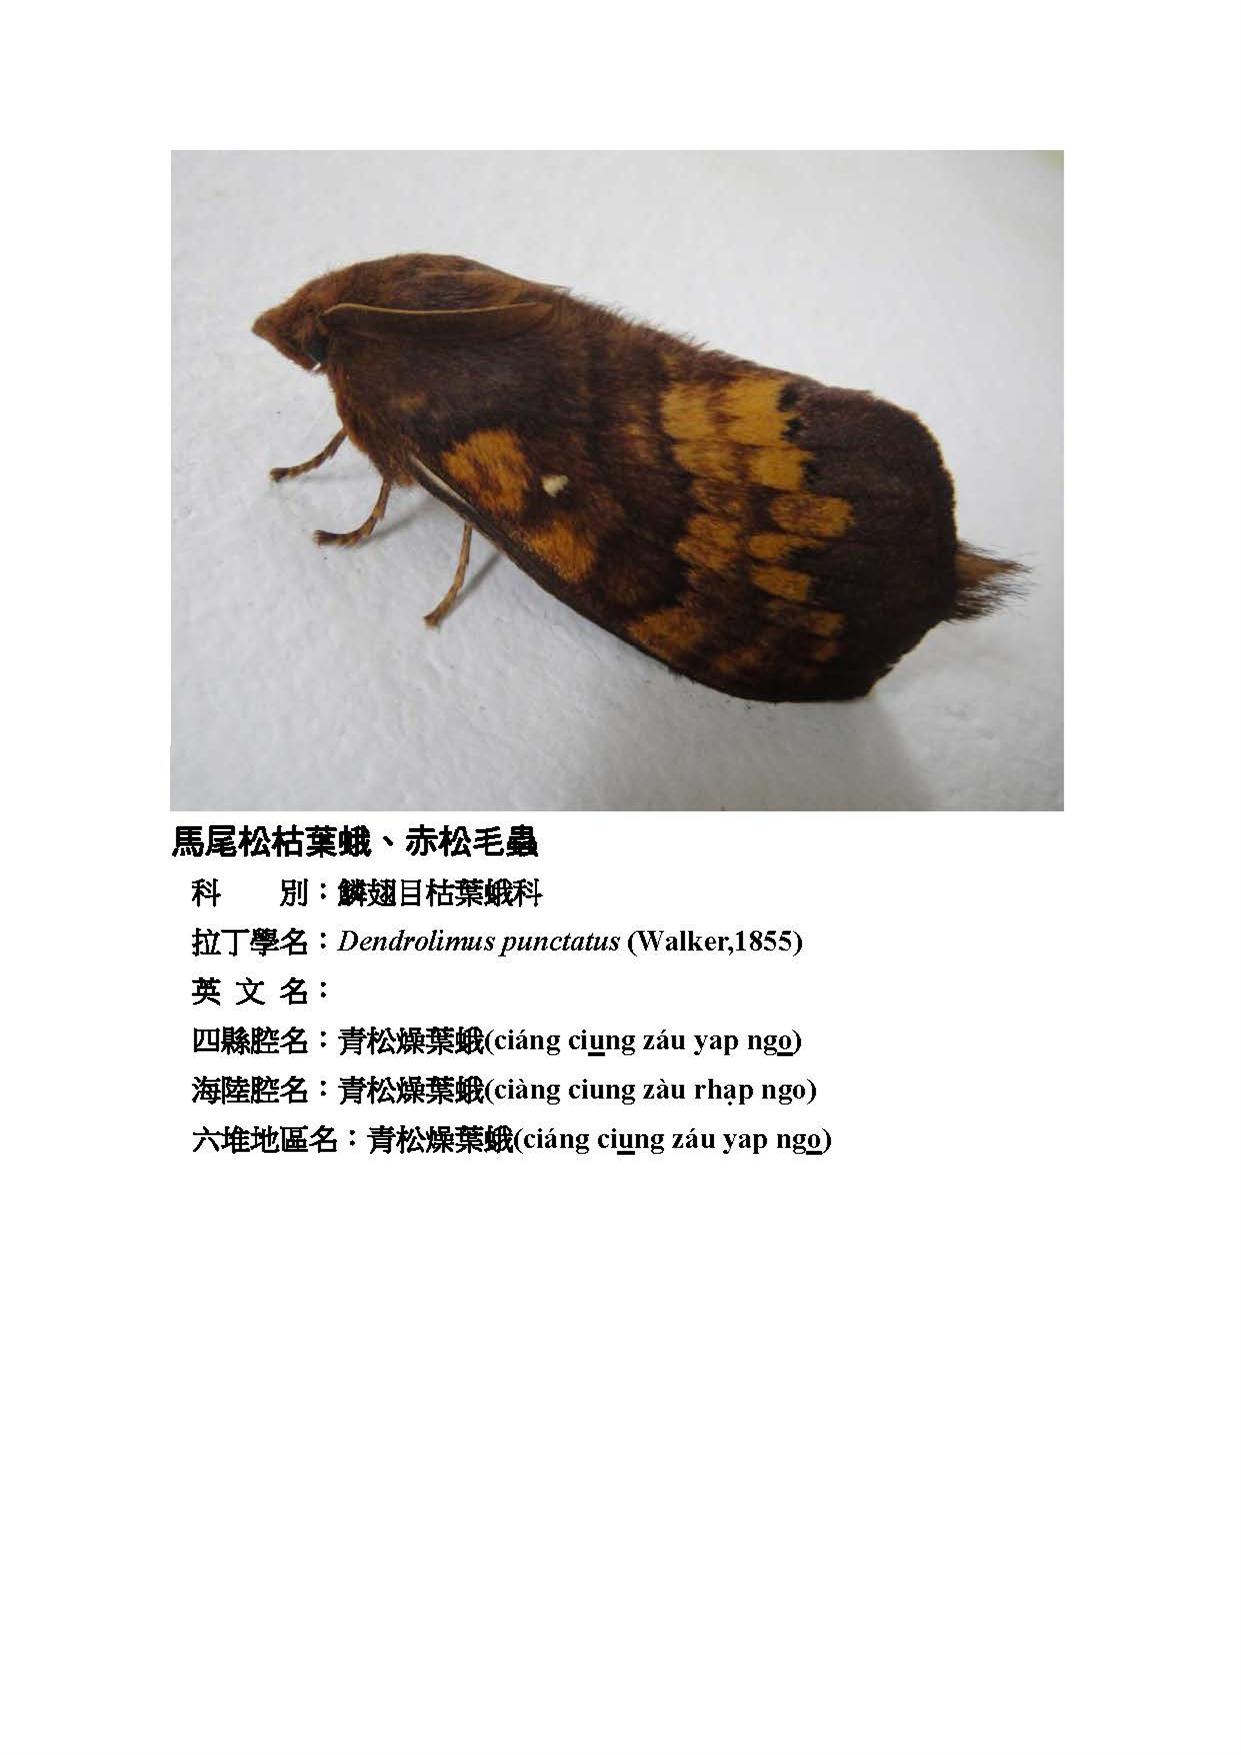 馬尾松枯葉蛾、赤松毛蟲
科　　別：鱗翅目枯葉蛾科
拉丁學名：Dendrolimus punctatus (Walker,1855)
英 文 名：
四縣腔名：青松燥葉蛾(ciáng ciung záu yap ngo)
海陸腔名：青松燥葉蛾(ciàng ciung zàu rhạp ngo)
六堆地區名：青松燥葉蛾(ciáng ciung záu yap ngo)